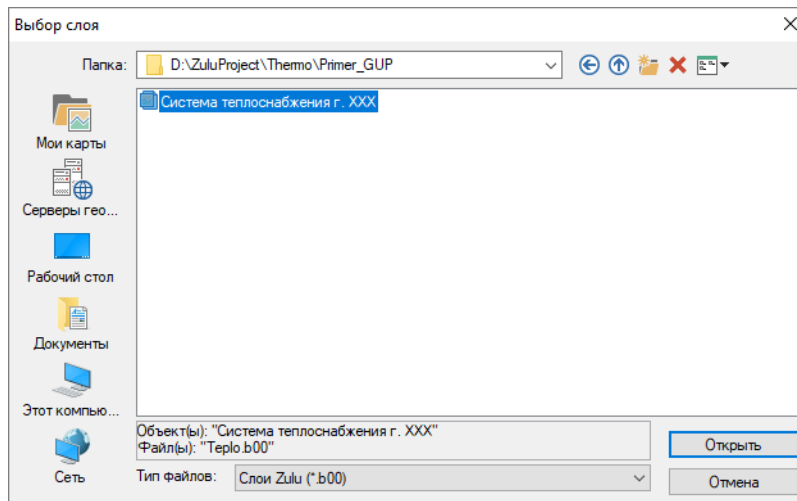 Выбор слоя
Папка:
D:\ZuluProject\Thermo\Primer_GUP
Система теплоснабжения г. XXX
Мои карты
Серверы гео...
Рабочий стол
Документы
Этот компью...
Сеть
Объект(ы): "Система теплоснабжения г. XXX"
Файл(ы): "Teplo.b00"
Открыть
Тип файлов:
Слои Zulu (*.b00)
Отмена